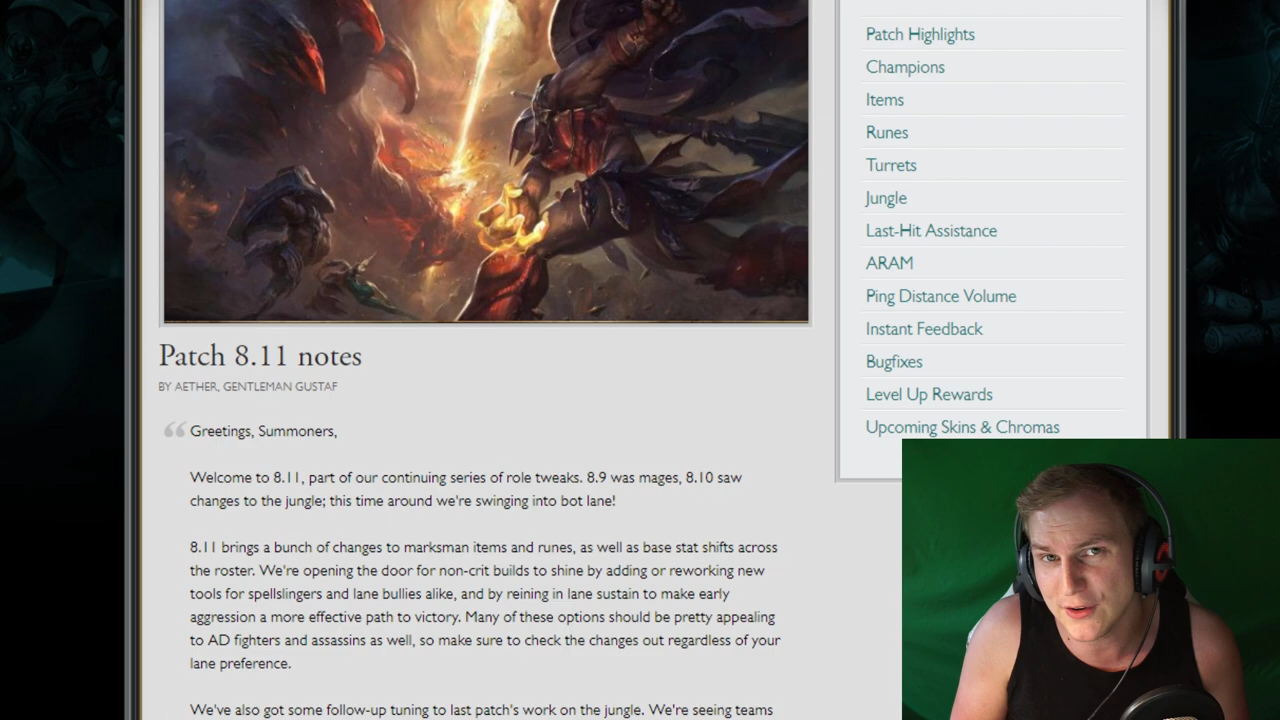 Patch Highlights
Champions
Items
Runes
Turrets
Jungle
Last-Hit Assistance
ARAM
Ping Distance Volume
Instant Feedback
Bugfixes
Level Up Rewards
Upcoming Skins & Chromas
Patch 8.11 notes
BY AETHER, GENTLEMAN GUSTAF
Greetings, Summoners,
Welcome to 8.11, part of our continuing series of role tweaks. 8.9 was mages, 8.10 saw
changes to the jungle; this time around we're swinging into bot lane!
8.11 brings a bunch of changes to marksman items and runes, as well as base stat shifts across
the roster. We're opening the door for non-crit builds to shine by adding or reworking new
tools for spellslingers and lane bullies alike, and by reining in lane sustain to make early
aggression a more effective path to victory. Many of these options should be pretty appealing
to AD fighters and assassins as well, so make sure to check the changes out regardless of your
lane preference.
We've also got some follow-up tuning to last patch's work on the jungle. We're seeing teams